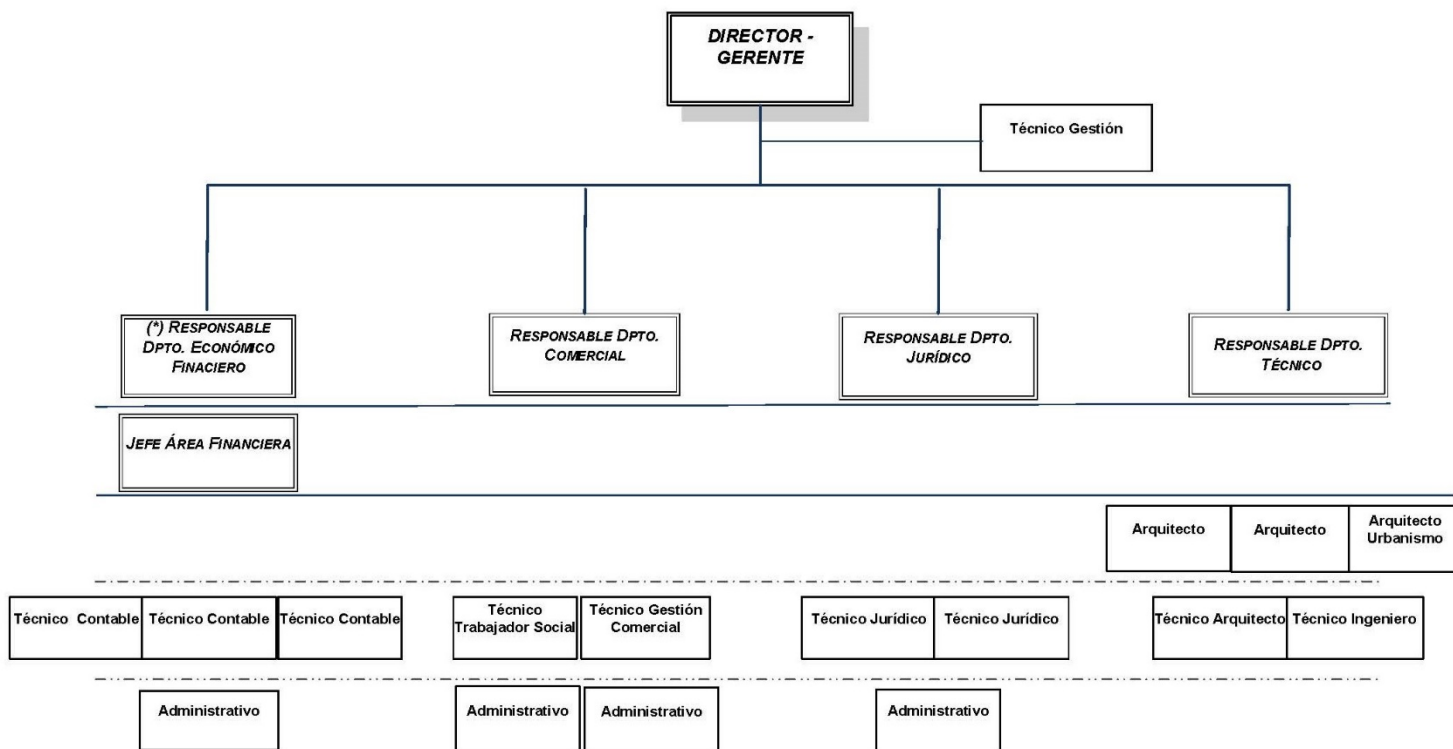 DIRECTOR -
GERENTE
Técnico Gestión
(*) RESPONSABLE
DPTO. ECONÓMICO
FINACIERO
RESPONSABLE DPTO.
COMERCIAL
RESPONSABLE DPTO.
JURÍDICO
RESPONSABLE DPTO.
TÉCNICO
JEFE ÁREA FINANCIERA
Arquitecto
Arquitecto
Arquitecto
Urbanismo
Técnico Contable
Técnico Contable
Técnico Contable
Técnico
Trabajador Social
Técnico Gestión
Comercial
Técnico Jurídico
Técnico Jurídico
Técnico Arquitecto
Técnico Ingeniero
Administrativo
Administrativo
Administrativo
Administrativo